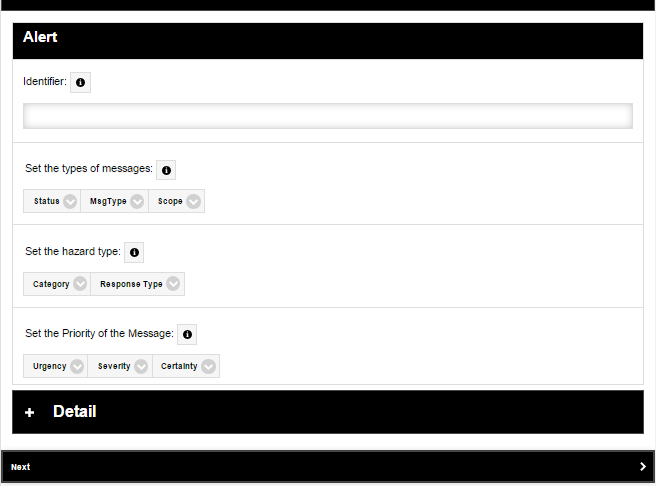 Alert
Identifier:
Set the types of messages:
Status MsgType Scope
Set the hazard type:
Category Response Type
Set the Priority of the Message:
Urgency Severity Certainty
+ Detail
Next